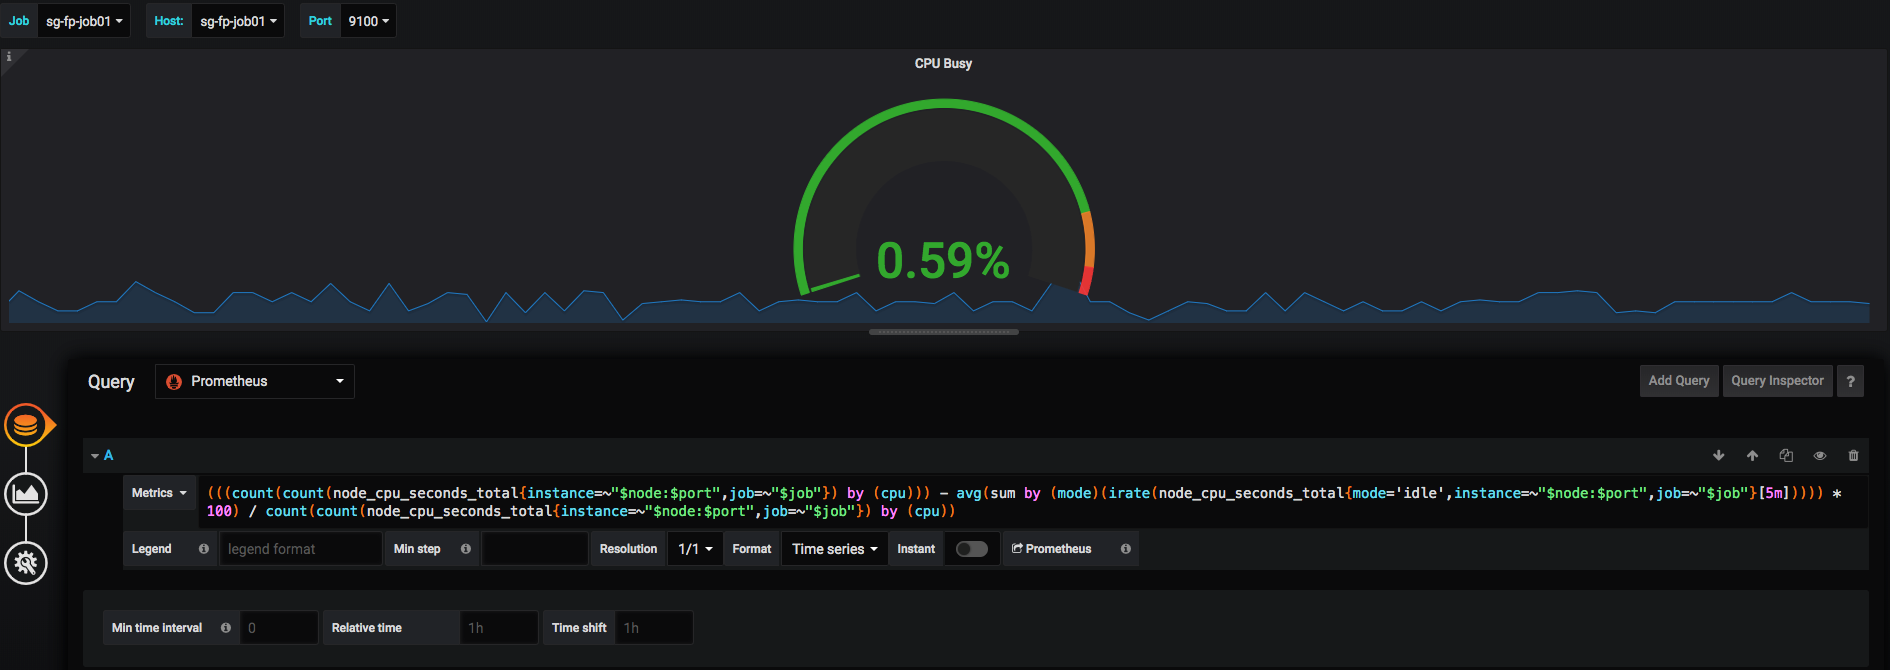 Job sg-fp-job01 Host: sg-fp-job01 Port 9100
CPU Busy
0.59%
Query Prometheus Add Query Query Inspector ?
A
Metrics (((count(count(node_cpu_seconds_total{instance=~"$node:$port",job=~"$job"}) by (cpu))) - avg(sum by (mode)(irate(node_cpu_seconds_total{mode='idle',instance=~"$node:$port",job=~"$job"}[5m])))) *
100) / count(count(node_cpu_seconds_total{instance=~"$node:$port",job=~"$job"}) by (cpu))
Legend legend format Min step Resolution 1/1 Format Time series Instant Prometheus
Min time interval 0 Relative time 1h Time shift 1h